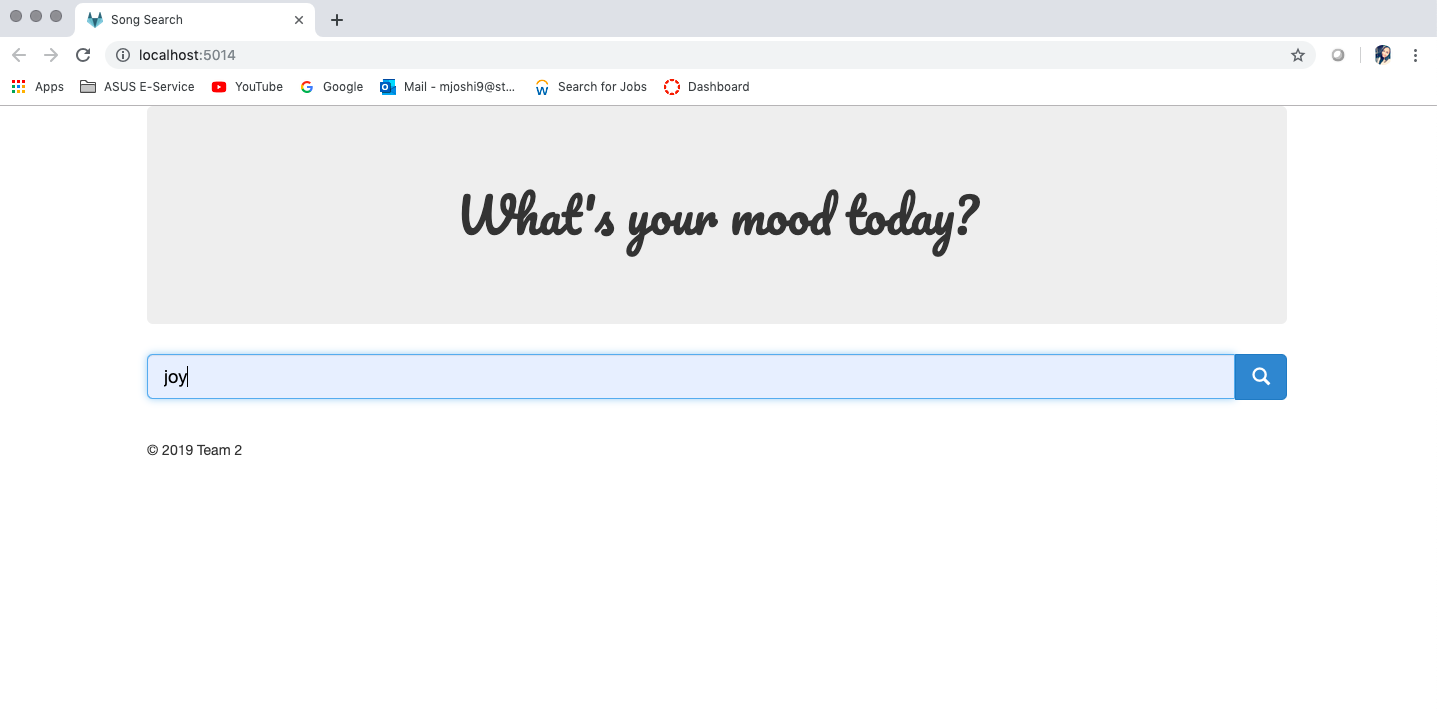 Song Search
localhost:5014
Apps ASUS E-Service YouTube Google Mail - mjoshi9@st... Search for Jobs Dashboard
What's your mood today?
joy
© 2019 Team 2